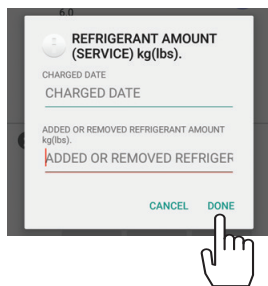 6.0
REFRIGERANT AMOUNT
(SERVICE) kg(lbs).
CHARGED DATE
CHARGED DATE
ADDED OR REMOVED REFRIGERANT AMOUNT
kg(lbs).
ADDED OR REMOVED REFRIGER
CANCEL DONE